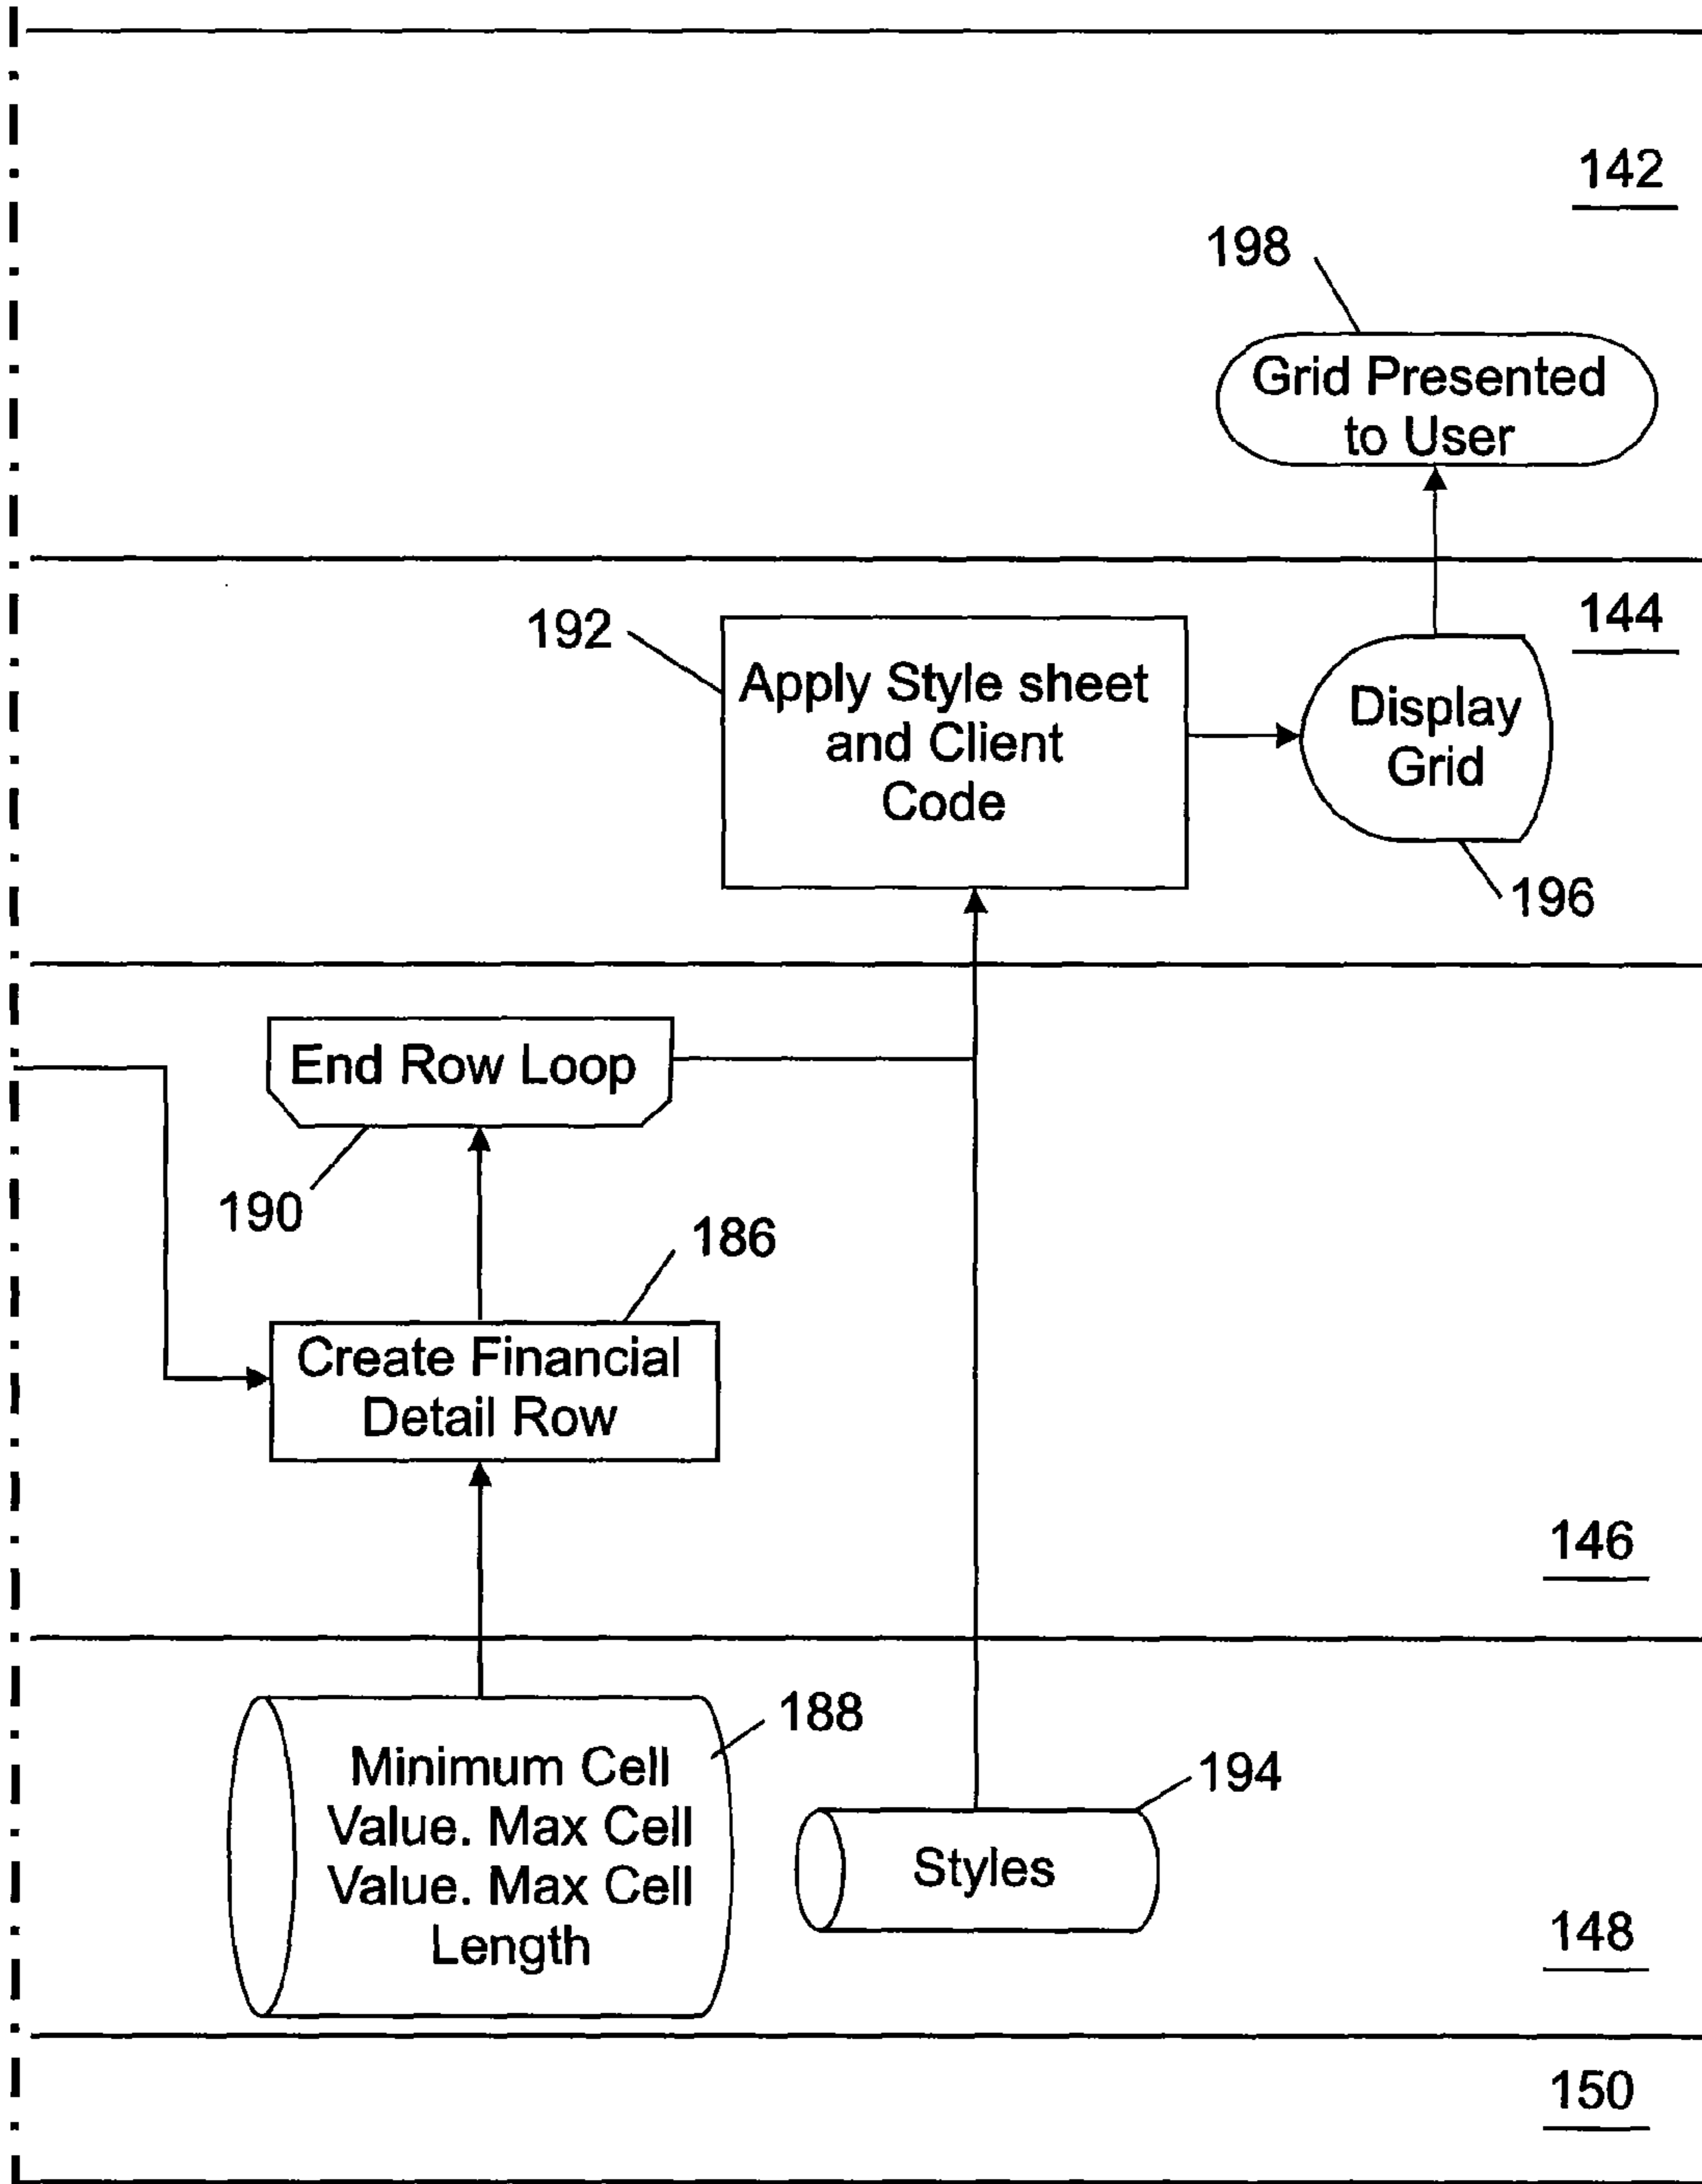 142
198
Grid Presented
to User
144
192
Apply Style sheet
and Client
Code
Display
Grid
196
End Row Loop
190
186
Create Financial
Detail Row
146
188
Minimum Cell
Value. Max Cell
Value. Max Cell
Length
194
Styles
148
150